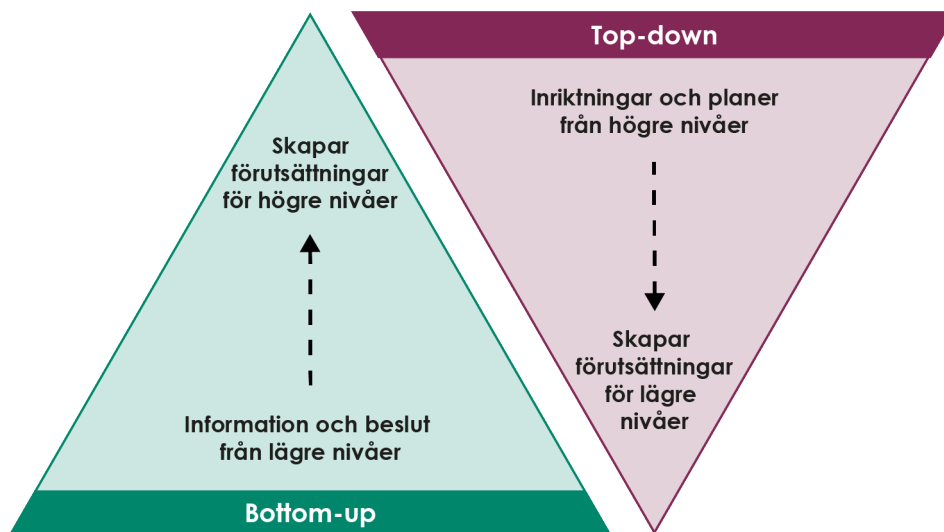 Skapar
förutsättningar
för högre nivåer
Information och beslut
från lägre nivåer
Bottom-up
Top-down
Inriktningar och planer
från högre nivåer
Skapar
förutsättningar
för lägre
nivåer